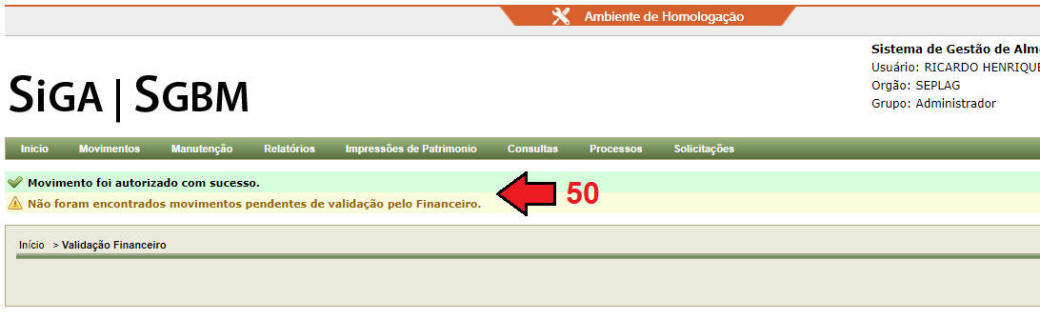 Ambiente de Homologação
Sistema de Gestão de
Usuário: RICARDO HENRIQUE
Orgão: SEPLAG
Grupo: Administrador
SiGA | SGBM
Início Movimentos Manutenção Relatórios Impressões de Patrimonio Consultas Processos Solicitações
Movimento foi autorizado com sucesso.
Não foram encontrados movimentos pendentes de validação pelo Financeiro.
50
Início > Validação Financeiro